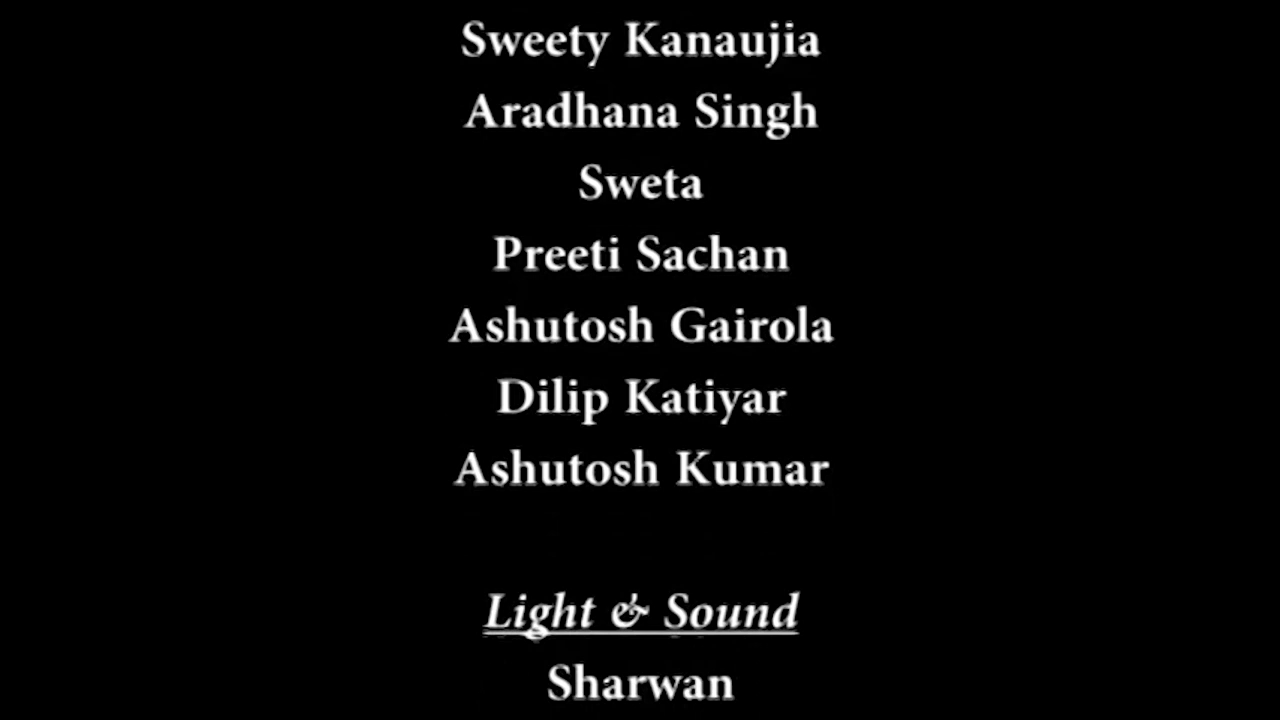 Sweety Kanaujia
Aradhana Singh
Sweta
Preeti Sachan
Ashutosh Gairola
Dilip Katiyar
Ashutosh Kumar
Light & Sound
Sharwan